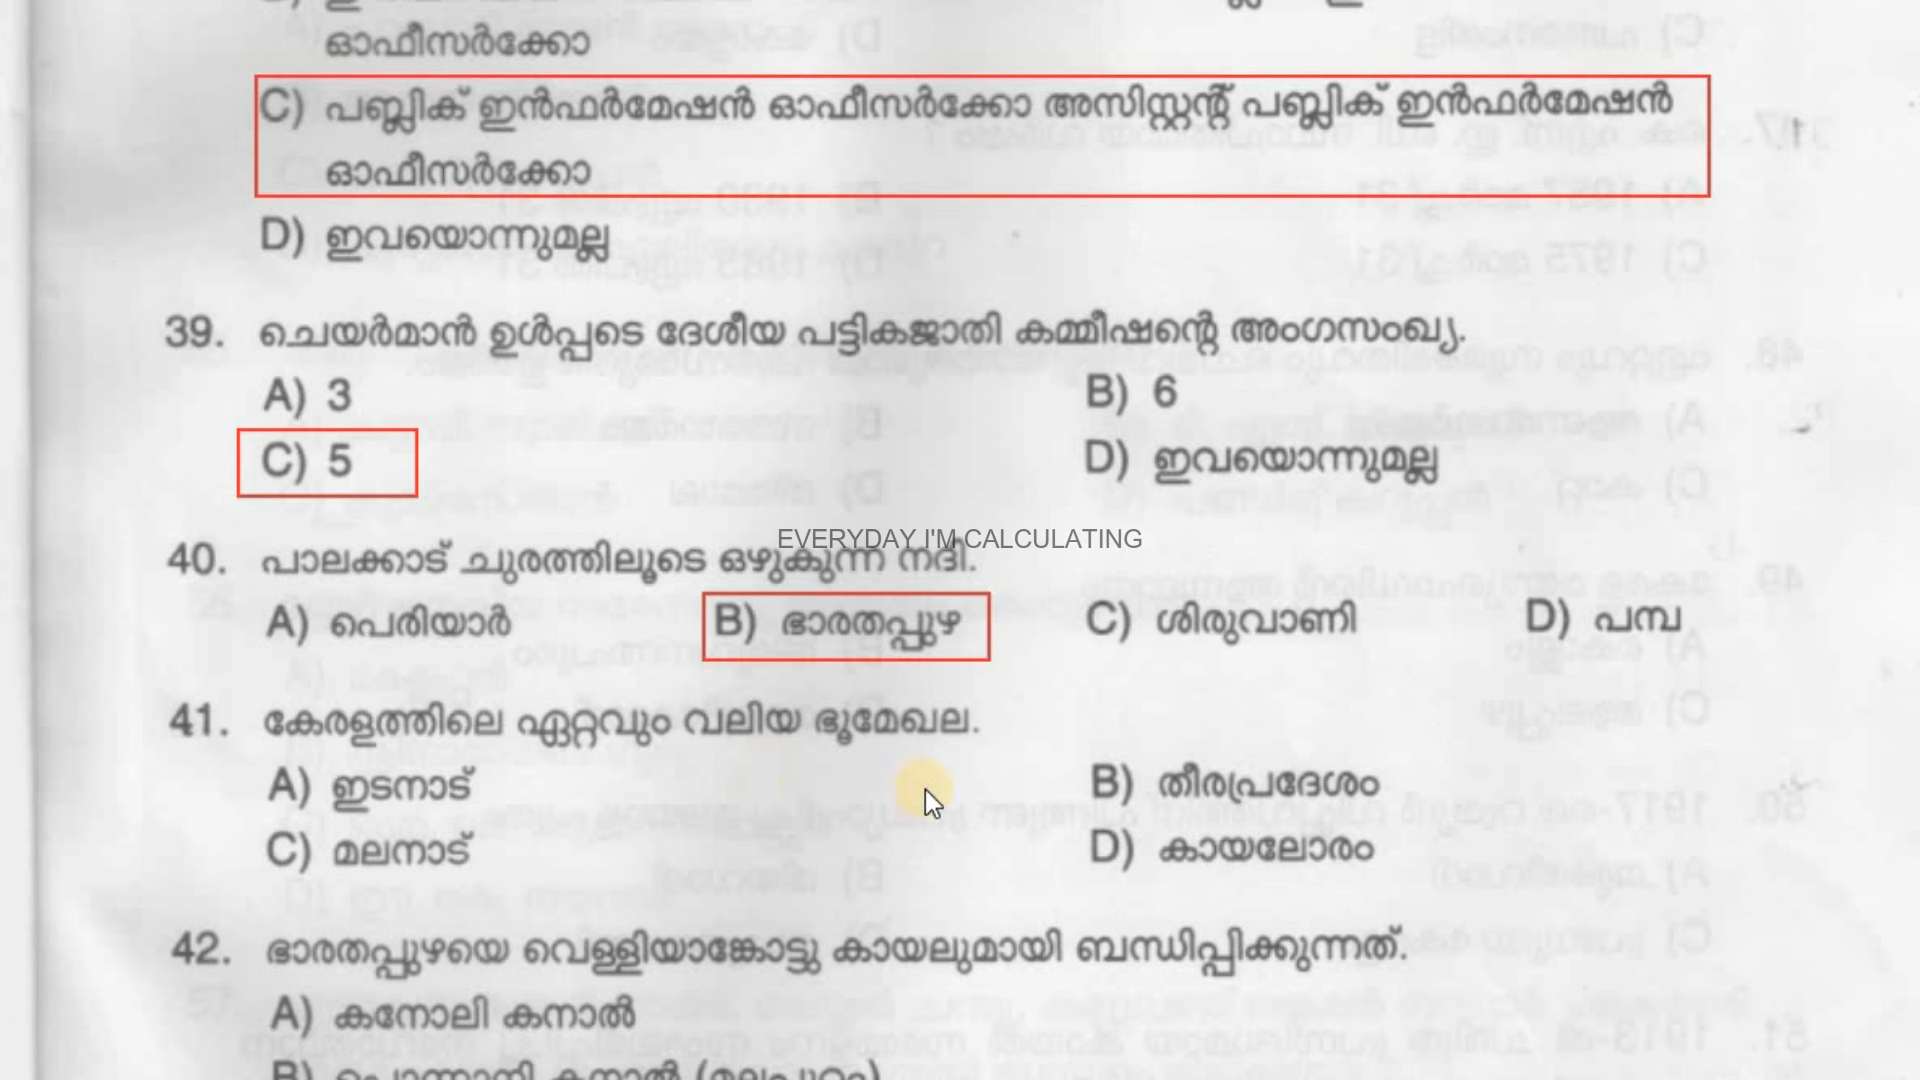 ഓഫീസർക്കോ
C) പബ്ലിക് ഇൻഫർമേഷൻ ഓഫീസർക്കോ അസിസ്റ്റന്റ് പബ്ലിക് ഇൻഫർമേഷൻ
ഓഫീസർക്കോ
D) ഇവയൊന്നുമല്ല
39. ചെയർമാൻ ഉൾപ്പടെ ദേശീയ പട്ടികജാതി കമ്മീഷന്റെ അംഗസംഖ്യ.
A) 3 B) 6
C) 5 D) ഇവയൊന്നുമല്ല
EVERYDAY I'M CALCULATING
40. പാലക്കാട് ചുരത്തിലൂടെ ഒഴുകുന്ന നദി.
A) പെരിയാർ B) ഭാരതപ്പുഴ C) ശിരുവാണി D) പമ്പ
41. കേരളത്തിലെ ഏറ്റവും വലിയ ഭൂമേഖല.
A) ഇടനാട് B) തീരപ്രദേശം
C) മലനാട് D) കായലോരം
42. ഭാരതപ്പുഴയെ വെള്ളിയാങ്കോട്ടു കായലുമായി ബന്ധിപ്പിക്കുന്നത്.
A) കനോലി കനാൽ
B) പൊന്നാനി കനാൽ (മലപ്പുറം)